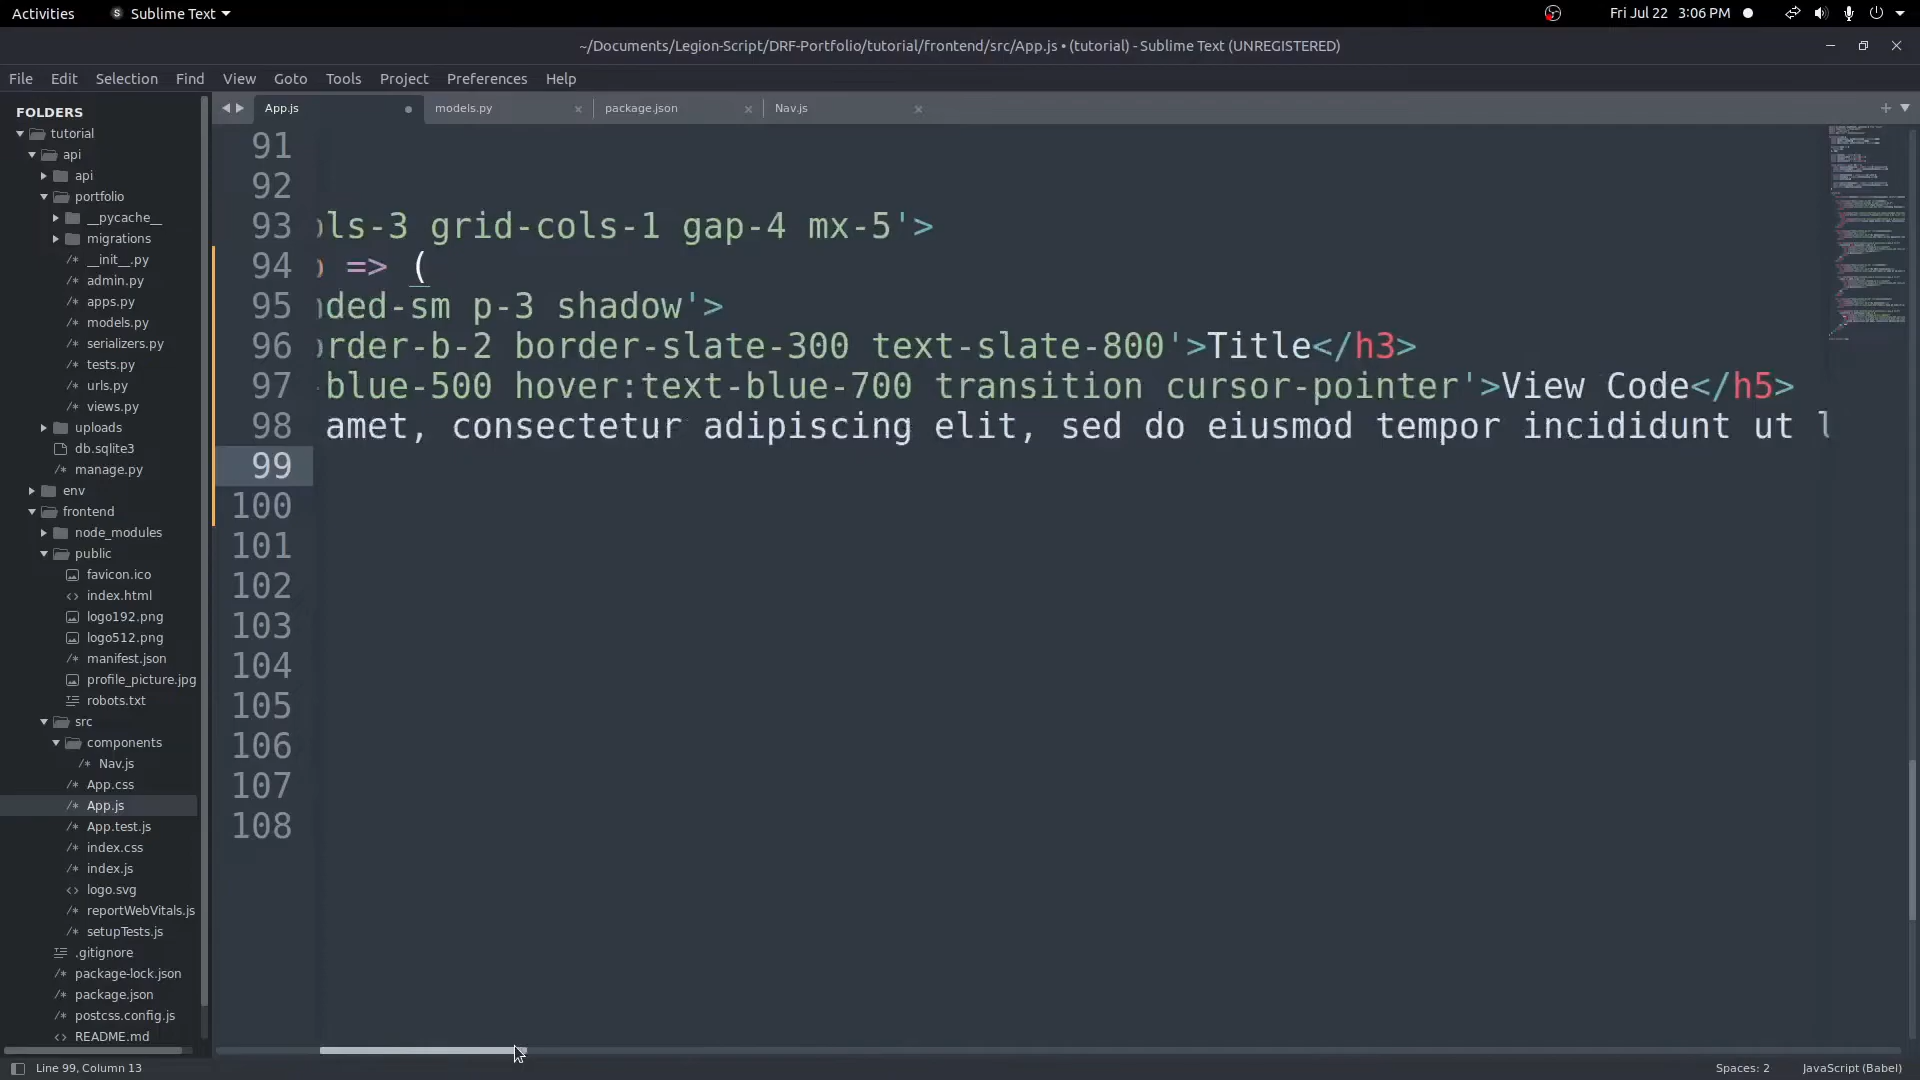 Activities
Sublime Text
Fri Jul 22 3:06 PM
~/Documents/Legion-Script/DRF-Portfolio/tutorial/frontend/src/App.js • (tutorial) - Sublime Text (UNREGISTERED)
File Edit Selection Find View Goto Tools Project Preferences Help
FOLDERS
tutorial
api
api
portfolio
__pycache__
migrations
__init__.py
admin.py
apps.py
models.py
serializers.py
tests.py
urls.py
views.py
uploads
db.sqlite3
manage.py
env
frontend
node_modules
public
favicon.ico
index.html
logo192.png
logo512.png
manifest.json
profile_picture.jpg
robots.txt
src
components
Nav.js
App.css
App.js
App.test.js
index.css
index.js
logo.svg
reportWebVitals.js
setupTests.js
.gitignore
package-lock.json
package.json
postcss.config.js
README.md
App.js models.py package.json Nav.js
91
92
93 ols-3 grid-cols-1 gap-4 mx-5'>
94 ) => (
95 nded-sm p-3 shadow'>
96 order-b-2 border-slate-300 text-slate-800'>Title</h3>
97 -blue-500 hover:text-blue-700 transition cursor-pointer'>View Code</h5>
98 amet, consectetur adipiscing elit, sed do eiusmod tempor incididunt ut l
99
100
101
102
103
104
105
106
107
108
Line 99, Column 13
Spaces: 2
JavaScript (Babel)